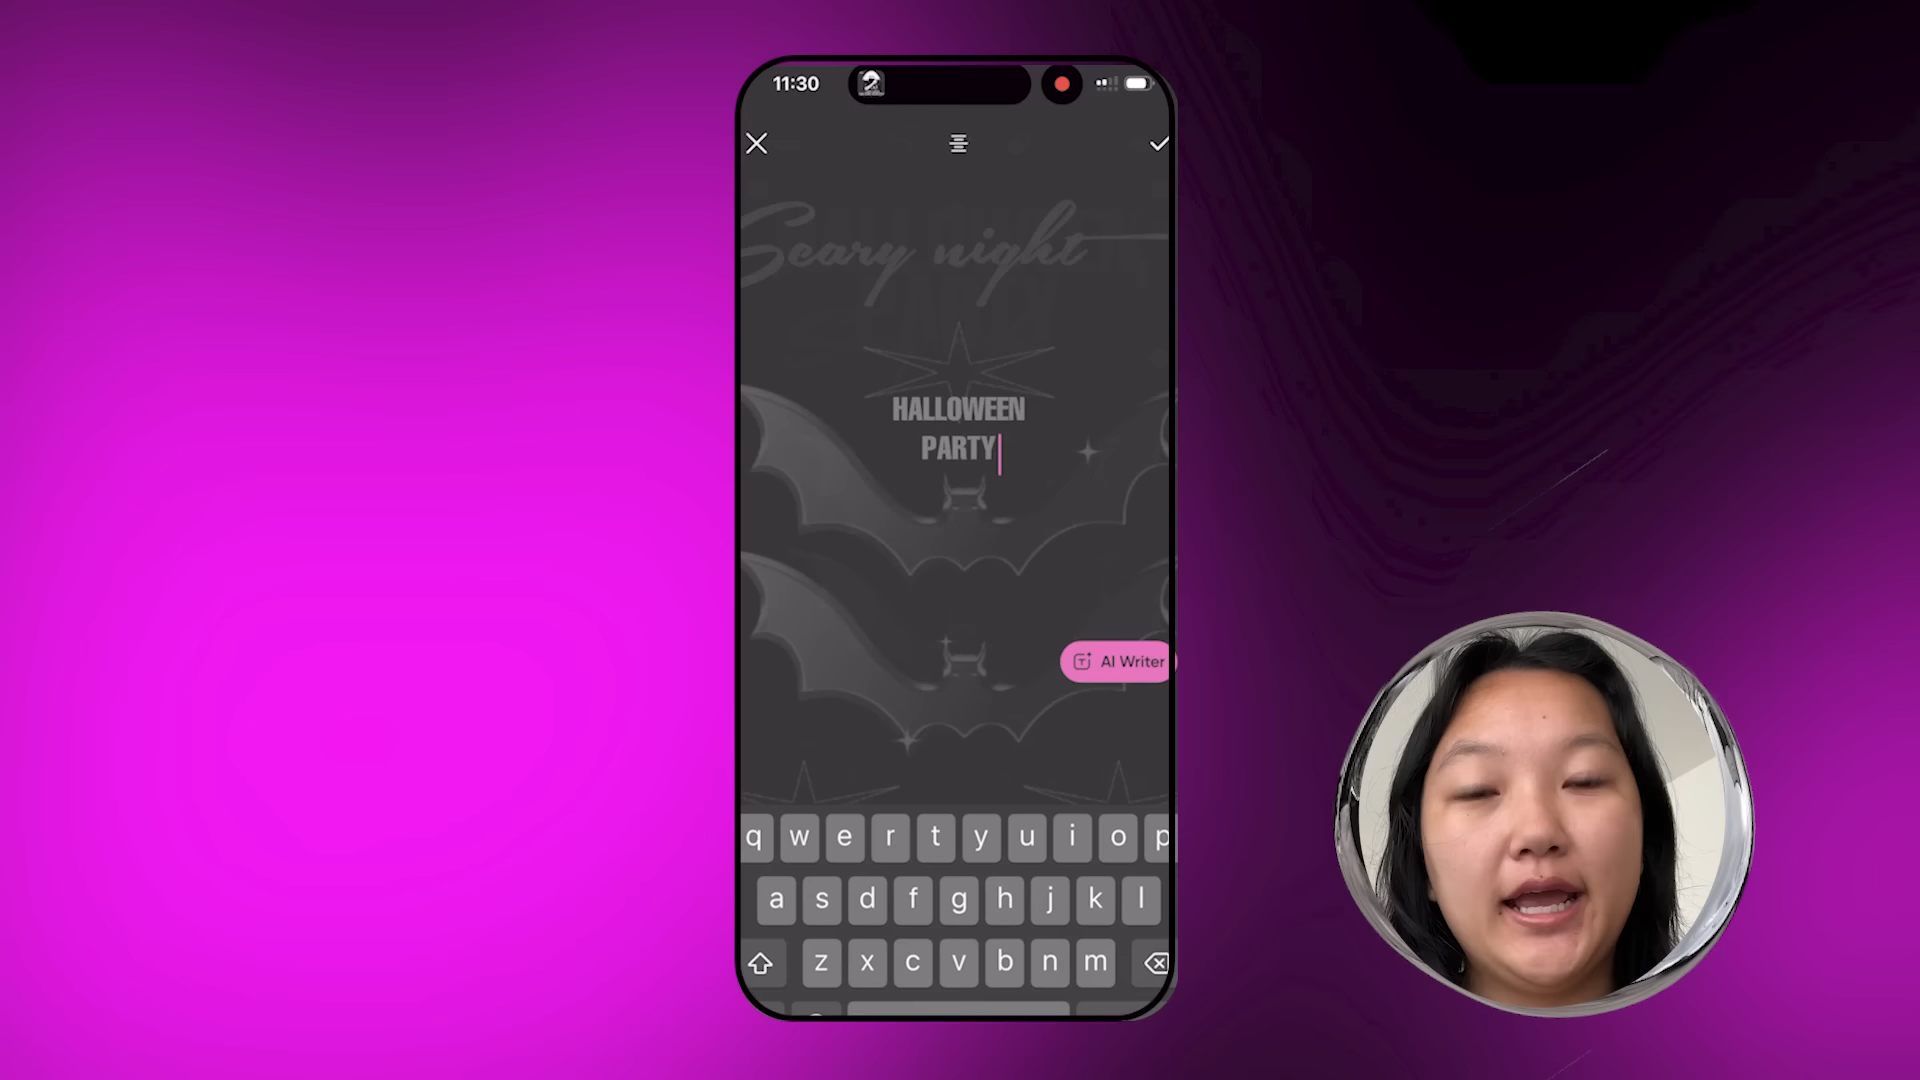 11:30
Scary night
HALLOWEEN
PARTY
AI Writer
q w e r t y u i o p
a s d f g h j k l
z x c v b n m